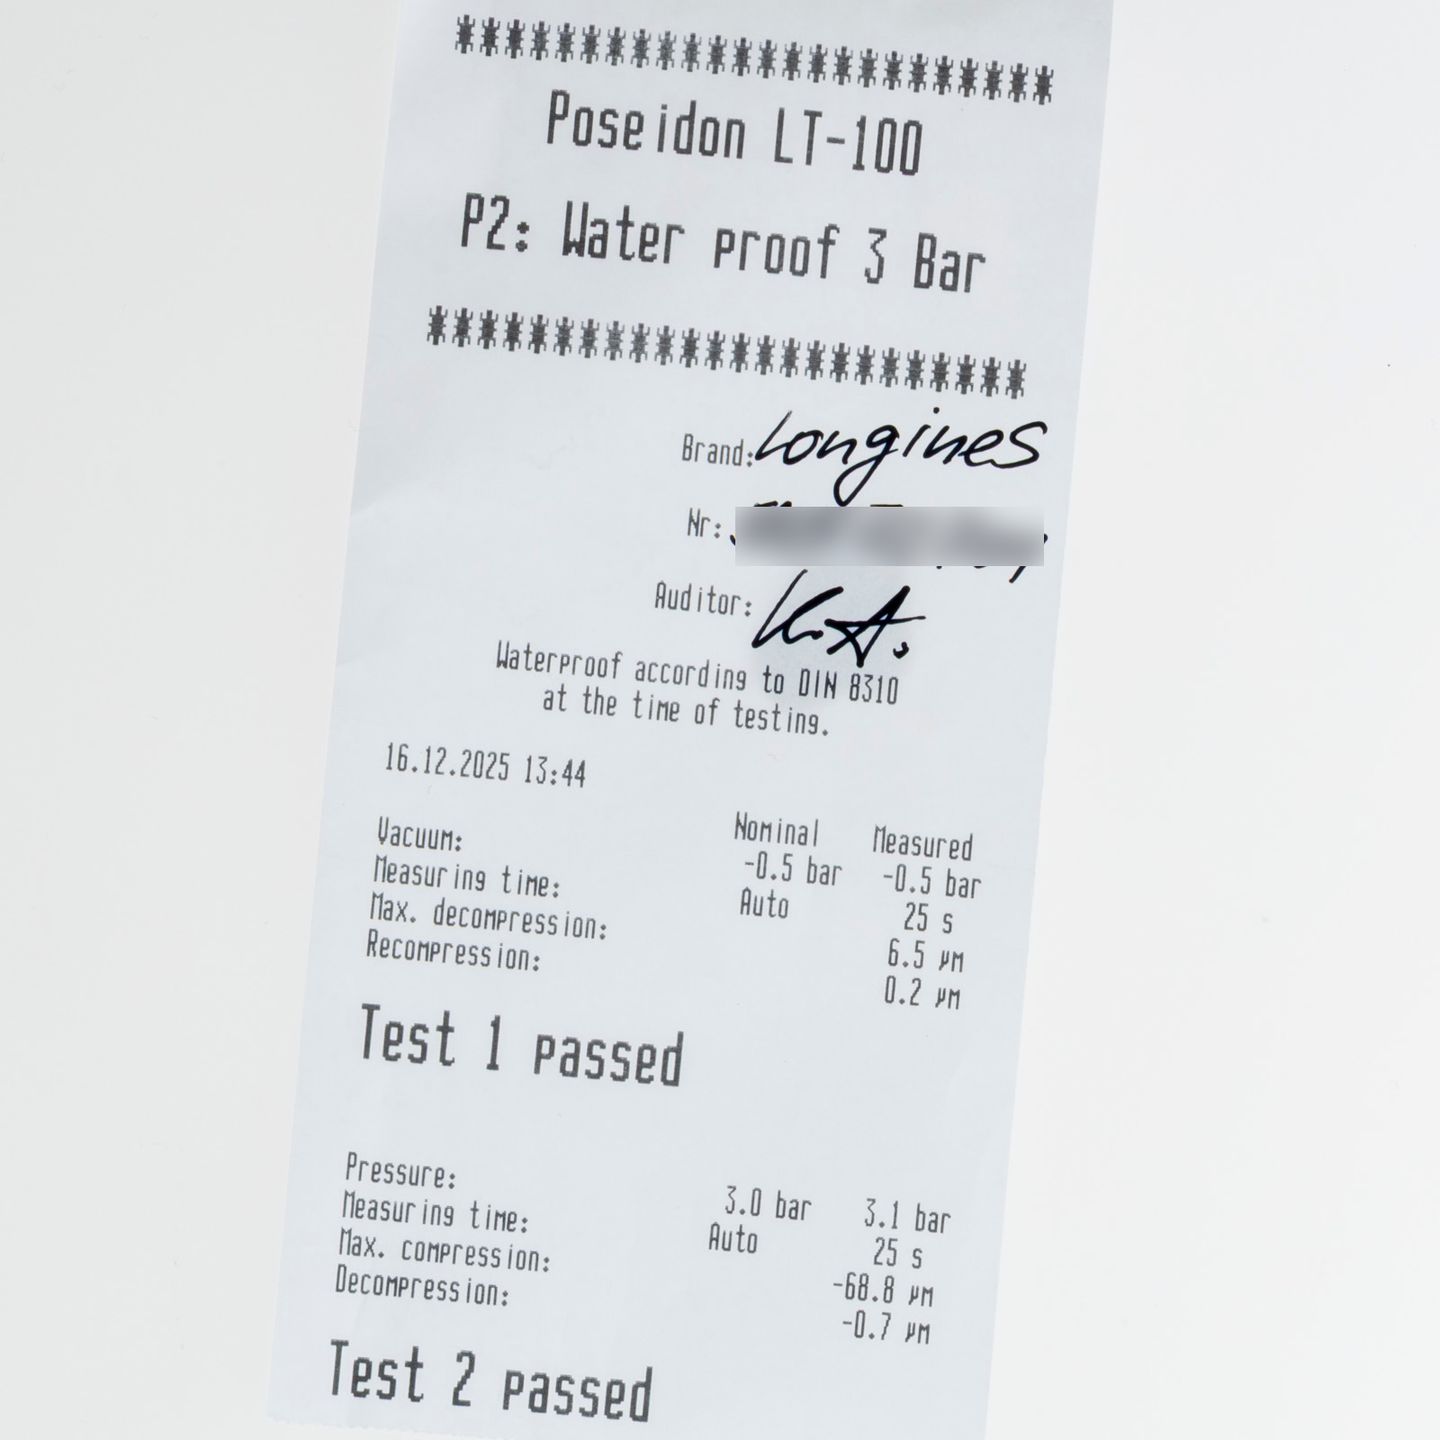 Poseidon LT-100
P2: Water proof 3 Bar
Brand: Longines
Nr:
Auditor: K.A.
Waterproof according to DIN 8310
at the time of testing.
16.12.2025 13:44
Nominal Measured
Vacuum: -0.5 bar -0.5 bar
Measuring time: Auto 25 s
Max. decompression: 6.5 µm
Recompression: 0.2 µm
Test 1 passed
Pressure: 3.0 bar 3.1 bar
Measuring time: Auto 25 s
Max. compression: -68.8 µm
Decompression: -0.7 µm
Test 2 passed